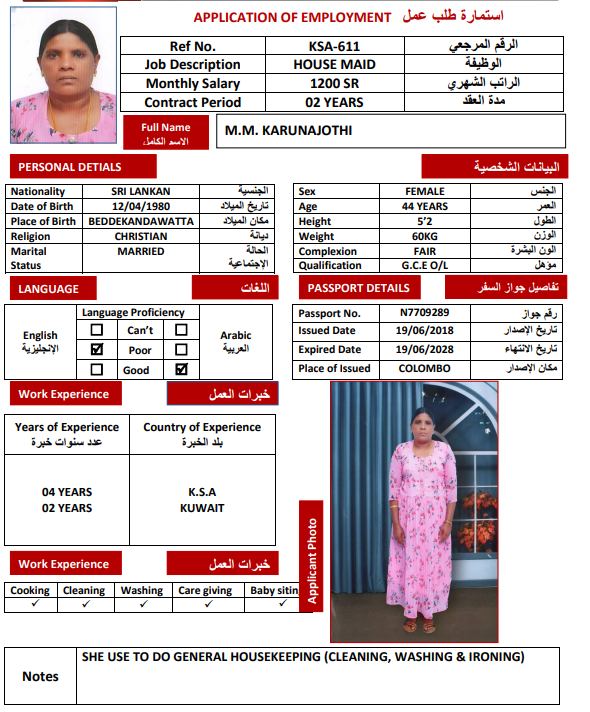 APPLICATION OF EMPLOYMENT استمارة طلب عمل
Ref No. KSA-611 الرقم المرجعي
Job Description HOUSE MAID الوظيفة
Monthly Salary 1200 SR الراتب الشهري
Contract Period 02 YEARS مدة العقد
Full Name M.M. KARUNAJOTHI
الاسم الكامل
PERSONAL DETIALS البيانات الشخصية
Nationality SRI LANKAN الجنسية
Date of Birth 12/04/1980 تاريخ الميلاد
Place of Birth BEDDEKANDAWATTA مكان الميلاد
Religion CHRISTIAN ديانة
Marital Status MARRIED الحالة الإجتماعية
Sex FEMALE الجنس
Age 44 YEARS العمر
Height 5’2 الطول
Weight 60KG الوزن
Complexion FAIR الون البشرة
Qualification G.C.E O/L مؤهل
LANGUAGE اللغات
Language Proficiency
English الإنجليزية
Can’t
Poor
Good
Arabic العربية
PASSPORT DETAILS تفاصيل جواز السفر
Passport No. N7709289 رقم جواز
Issued Date 19/06/2018 تاريخ الإصدار
Expired Date 19/06/2028 تاريخ الانتهاء
Place of Issued COLOMBO مكان الإصدار
Work Experience خبرات العمل
Years of Experience Country of Experience
عدد سنوات خبرة بلد الخبرة
04 YEARS K.S.A
02 YEARS KUWAIT
Work Experience خبرات العمل
Cooking Cleaning Washing Care giving Baby siting
✓ ✓ ✓ ✓ ✓
Applicant Photo
Notes SHE USE TO DO GENERAL HOUSEKEEPING (CLEANING, WASHING & IRONING)